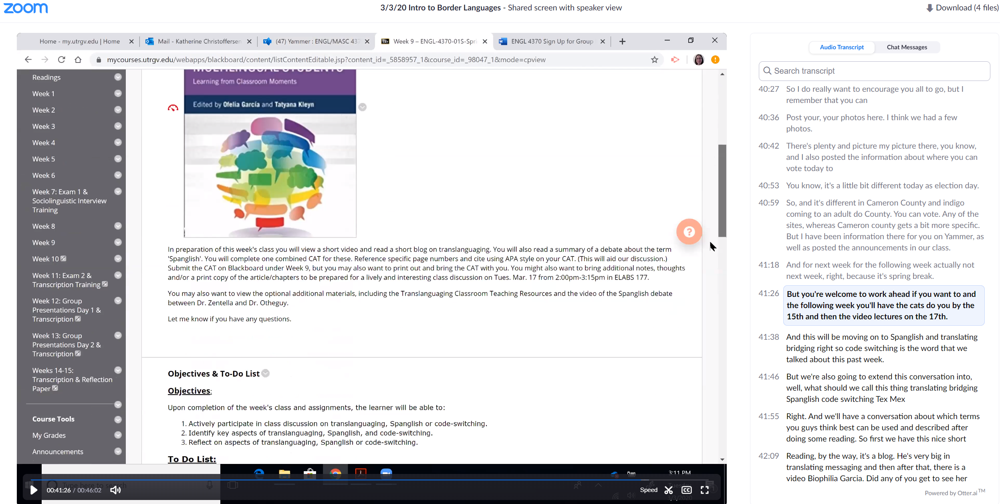 zoom
3/3/20 Intro to Border Languages - Shared screen with speaker view
Download (4 files)
Home - my.utrgv.edu | Home
Mail - Katherine Christoffersen
(47) Yammer : ENGL/MASC 437
Week 9 – ENGL-4370-01S-Spri
ENGL 4370 Sign Up for Group
mycourses.utrgv.edu/webapps/blackboard/content/listContentEditable.jsp?content_id=_5858957_1&course_id=_98047_1&mode=cpview
Readings
Week 1
Week 2
Week 3
Week 4
Week 5
Week 6
Week 7: Exam 1 &
Sociolinguistic Interview
Training
Week 8
Week 9
Week 10
Week 11: Exam 2 &
Transcription Training
Week 12: Group
Presentations Day 1 &
Transcription
Week 13: Group
Presentations Day 2 &
Transcription
Weeks 14-15:
Transcription & Reflection
Paper
Course Tools
My Grades
Announcements
MULTILINGUAL STUDENTS
Learning from Classroom Moments
Edited by Ofelia García and Tatyana Kleyn
In preparation of this week's class you will view a short video and read a short blog on translanguaging. You will also read a summary of a debate about the term
'Spanglish'. You will complete one combined CAT for these. Reference specific page numbers and cite using APA style on your CAT. (This will aid our discussion.)
Submit the CAT on Blackboard under Week 9, but you may also want to print out and bring the CAT with you. You might also want to bring additional notes, thoughts
and/or a print copy of the article/chapters to be prepared for a lively and interesting class discussion on Tues. Mar. 17 from 2:00pm-3:15pm in ELABS 177.
You may also want to view the optional additional materials, including the Translanguaging Classroom Teaching Resources and the video of the Spanglish debate
between Dr. Zentella and Dr. Otheguy.
Let me know if you have any questions.
Objectives & To-Do List
Objectives:
Upon completion of the week's class and assignments, the learner will be able to:
1. Actively participate in class discussion on translanguaging, Spanglish or code-switching.
2. Identify key aspects of translanguaging, Spanglish, and code-switching.
3. Reflect on aspects of translanguaging, Spanglish or code-switching.
To Do List:
Type here to search
3:11 PM
Tuesday
3/3/2020
00:41:26 / 00:46:02
Speed
CC
Audio Transcript
Chat Messages
Search transcript
40:27 So I do really want to encourage you all to go, but I
remember that you can
40:36 Post your, your photos here. I think we had a few
photos.
40:42 There's plenty and picture my picture there, you know,
and I also posted the information about where you can
vote today to
40:53 You know, it's a little bit different today as election day.
40:59 So, and it's different in Cameron County and indigo
coming to an adult do County. You can vote. Any of the
sites, whereas Cameron county gets a bit more specific.
But I have been information there for you on Yammer, as
well as posted the announcements in our class.
41:18 And for next week for the following week actually not
next week, right, because it's spring break.
41:26 But you're welcome to work ahead if you want to and
the following week you'll have the cats do you by the
15th and then the video lectures on the 17th.
41:38 And this will be moving on to Spanglish and translating
bridging right so code switching is the word that we
talked about this past week.
41:46 But we're also going to extend this conversation into,
well, what should we call this thing translating bridging
Spanglish code switching Tex Mex
41:55 Right. And we'll have a conversation about which terms
you guys think best can be used and described after
doing some reading. So first we have this nice short
42:09 Reading, by the way, it's a blog. He's very big in
translating messaging and then after that, there is a
video Biophilia Garcia. Did any of you get to see her
Powered by Otter.ai TM